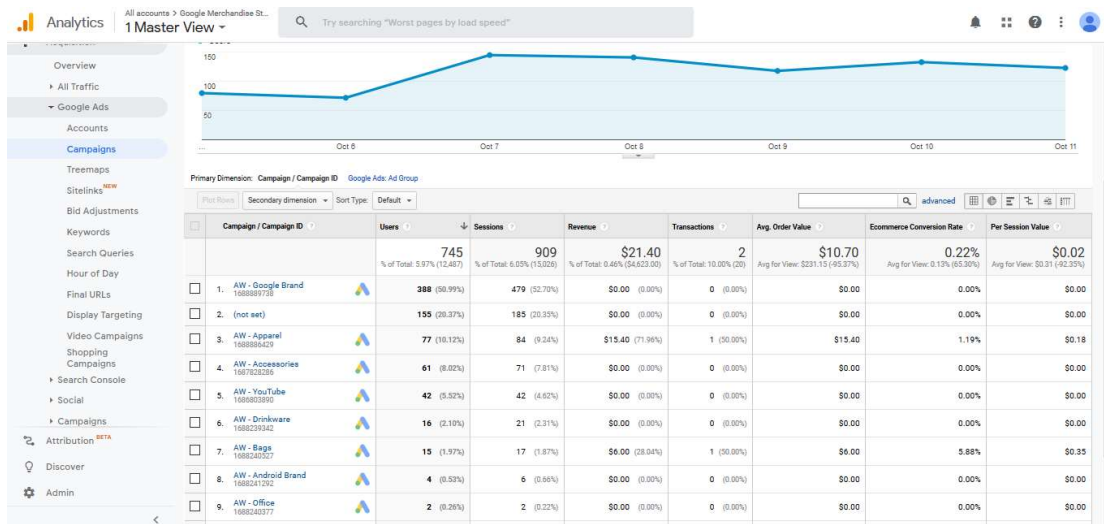 Analytics
All accounts > Google Merchandise St...
1 Master View
Try searching "Worst pages by load speed"
Overview
All Traffic
Google Ads
Accounts
Campaigns
Treemaps
Sitelinks NEW
Bid Adjustments
Keywords
Search Queries
Hour of Day
Final URLs
Display Targeting
Video Campaigns
Shopping
Campaigns
Search Console
Social
Campaigns
Attribution BETA
Discover
Admin
150
100
50
... Oct 6 Oct 7 Oct 8 Oct 9 Oct 10 Oct 11
Primary Dimension: Campaign / Campaign ID Google Ads: Ad Group
Plot Rows Secondary dimension Sort Type: Default advanced
Campaign / Campaign ID Users Sessions Revenue Transactions Avg. Order Value Ecommerce Conversion Rate Per Session Value
745 909 $21.40 2 $10.70 0.22% $0.02
% of Total: 5.97% (12,487) % of Total: 6.05% (15,026) % of Total: 0.46% ($4,623.00) % of Total: 10.00% (20) Avg for View: $231.15 (-95.37%) Avg for View: 0.13% (65.30%) Avg for View: $0.31 (-92.35%)
1. AW - Google Brand 388 (50.99%) 479 (52.70%) $0.00 (0.00%) 0 (0.00%) $0.00 0.00% $0.00
1688889738
2. (not set) 155 (20.37%) 185 (20.35%) $0.00 (0.00%) 0 (0.00%) $0.00 0.00% $0.00
3. AW - Apparel 77 (10.12%) 84 (9.24%) $15.40 (71.96%) 1 (50.00%) $15.40 1.19% $0.18
1688886429
4. AW - Accessories 61 (8.02%) 71 (7.81%) $0.00 (0.00%) 0 (0.00%) $0.00 0.00% $0.00
1687828286
5. AW - YouTube 42 (5.52%) 42 (4.62%) $0.00 (0.00%) 0 (0.00%) $0.00 0.00% $0.00
1686803890
6. AW - Drinkware 16 (2.10%) 21 (2.31%) $0.00 (0.00%) 0 (0.00%) $0.00 0.00% $0.00
1688239342
7. AW - Bags 15 (1.97%) 17 (1.87%) $6.00 (28.04%) 1 (50.00%) $6.00 5.88% $0.35
1688240527
8. AW - Android Brand 4 (0.53%) 6 (0.66%) $0.00 (0.00%) 0 (0.00%) $0.00 0.00% $0.00
1688241292
9. AW - Office 2 (0.26%) 2 (0.22%) $0.00 (0.00%) 0 (0.00%) $0.00 0.00% $0.00
1688240377